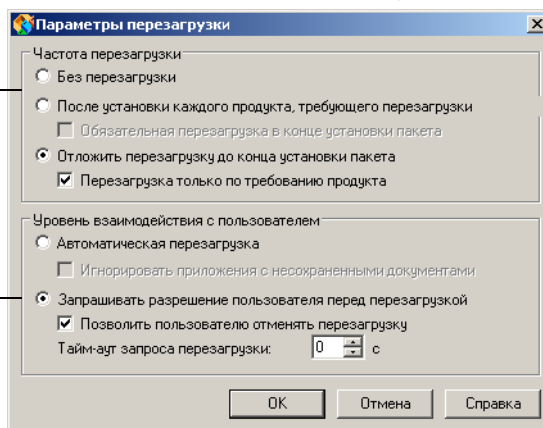 Параметры перезагрузки
Частота перезагрузки
Без перезагрузки
После установки каждого продукта, требующего перезагрузки
Обязательная перезагрузка в конце установки пакета
Отложить перезагрузку до конца установки пакета
Перезагрузка только по требованию продукта
Уровень взаимодействия с пользователем
Автоматическая перезагрузка
Игнорировать приложения с несохраненными документами
Запрашивать разрешение пользователя перед перезагрузкой
Позволить пользователю отменять перезагрузку
Тайм-аут запроса перезагрузки: 0 с
OK Отмена Справка